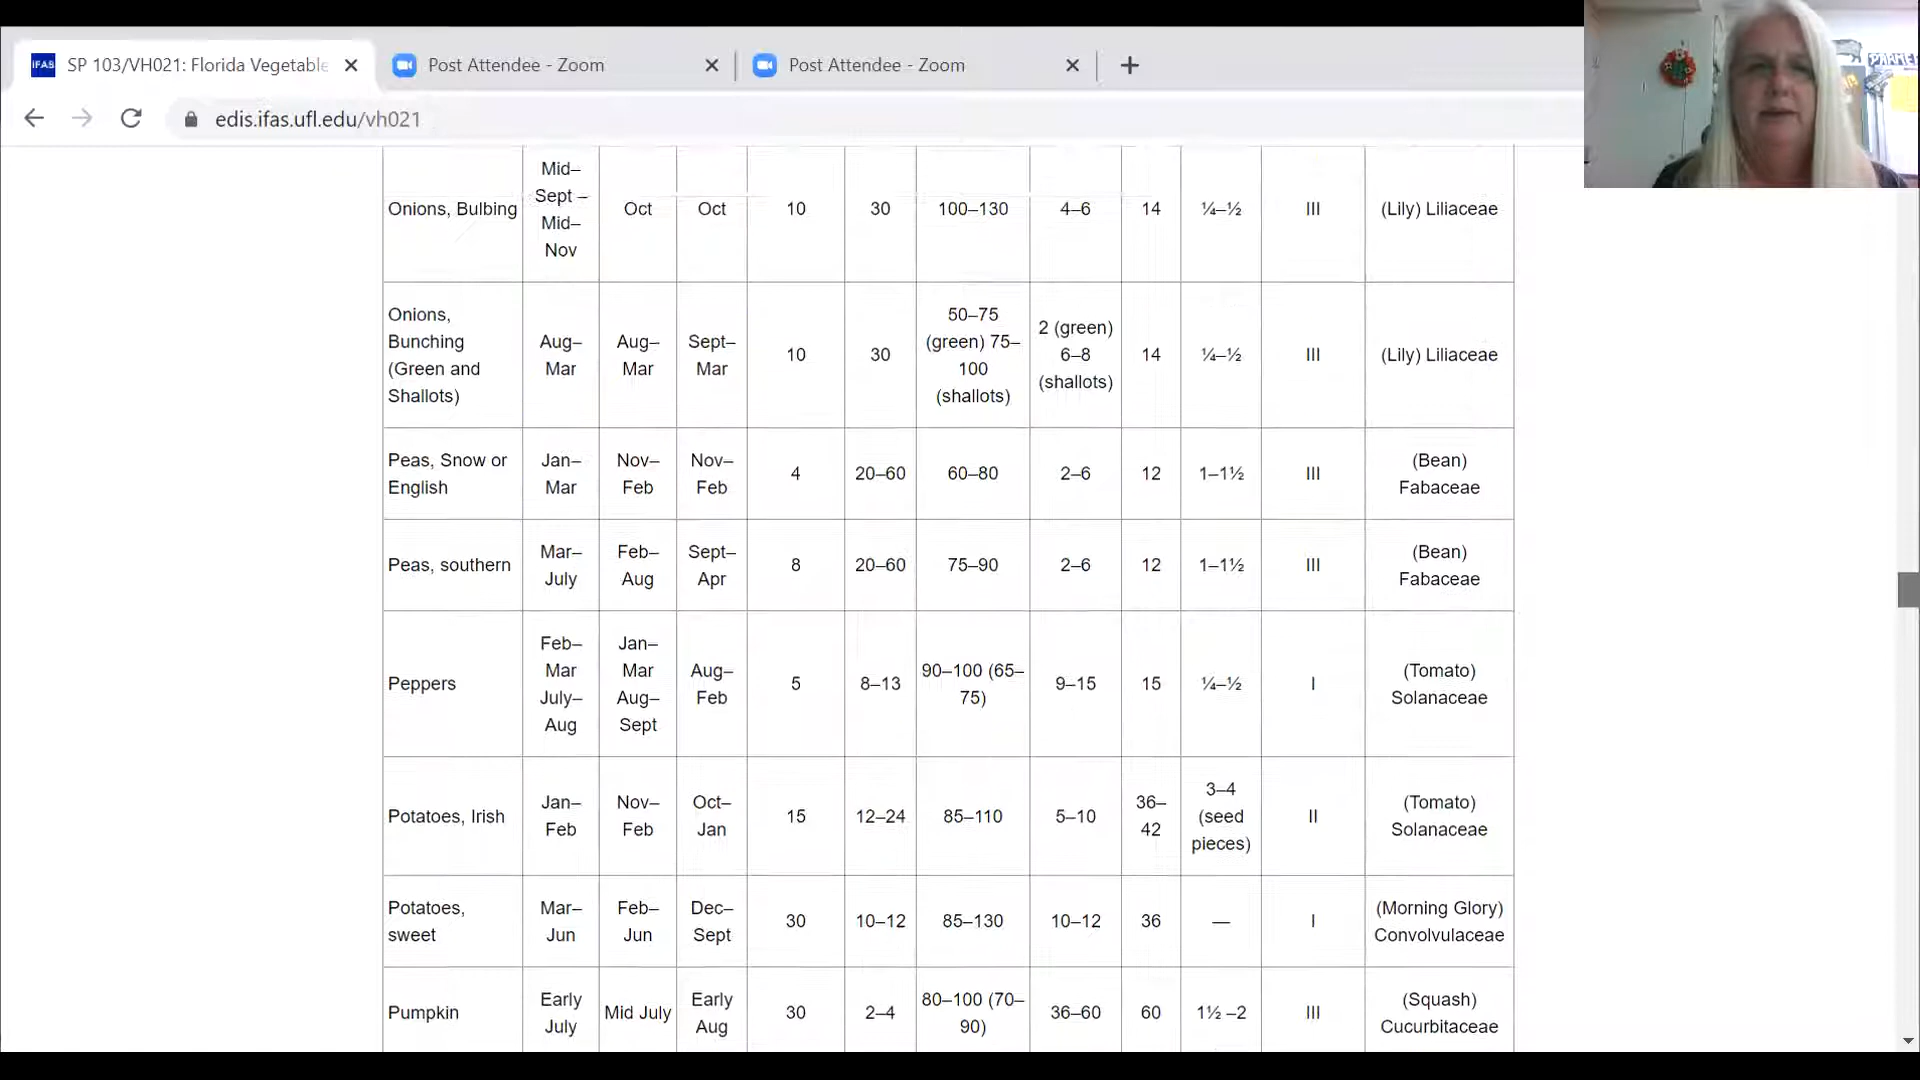 IFAS SP 103/VH021: Florida Vegetable
Post Attendee - Zoom
Post Attendee - Zoom
edis.ifas.ufl.edu/vh021
Onions, Bulbing
Mid–
Sept –
Mid–
Nov
Oct
Oct
10
30
100–130
4–6
14
¼–½
III
(Lily) Liliaceae
Onions,
Bunching
(Green and
Shallots)
Aug–
Mar
Aug–
Mar
Sept–
Mar
10
30
50–75
(green) 75–
100
(shallots)
2 (green)
6–8
(shallots)
14
¼–½
III
(Lily) Liliaceae
Peas, Snow or
English
Jan–
Mar
Nov–
Feb
Nov–
Feb
4
20–60
60–80
2–6
12
1–1½
III
(Bean)
Fabaceae
Peas, southern
Mar–
July
Feb–
Aug
Sept–
Apr
8
20–60
75–90
2–6
12
1–1½
III
(Bean)
Fabaceae
Peppers
Feb–
Mar
July–
Aug
Jan–
Mar
Aug–
Sept
Aug–
Feb
5
8–13
90–100 (65–
75)
9–15
15
¼–½
I
(Tomato)
Solanaceae
Potatoes, Irish
Jan–
Feb
Nov–
Feb
Oct–
Jan
15
12–24
85–110
5–10
36–
42
3–4
(seed
pieces)
II
(Tomato)
Solanaceae
Potatoes,
sweet
Mar–
Jun
Feb–
Jun
Dec–
Sept
30
10–12
85–130
10–12
36
—
I
(Morning Glory)
Convolvulaceae
Pumpkin
Early
July
Mid July
Early
Aug
30
2–4
80–100 (70–
90)
36–60
60
1½ –2
III
(Squash)
Cucurbitaceae